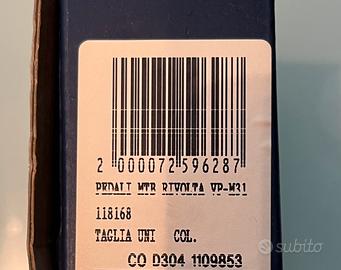 2 000072 596287
PEDALI MTB RIVOLTA VP-M31
118168
TAGLIA UNI COL.
CO D304 1109853
subito